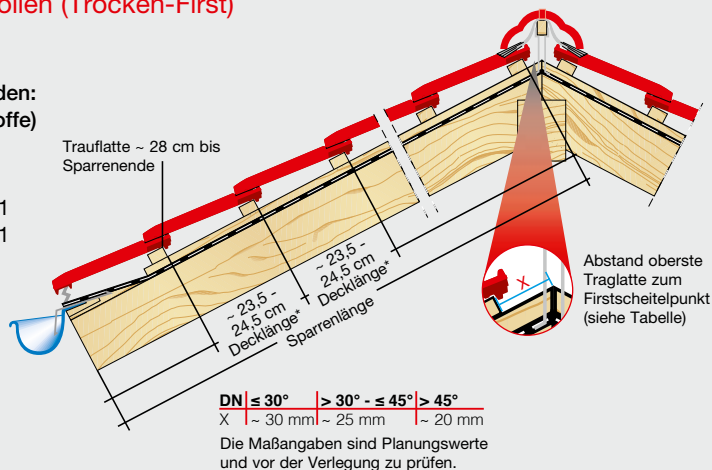 (Trocken-First)
den:
Trauflatte ~ 28 cm bis
Sparrenende
1
1
~ 23,5 -
24,5 cm
Decklänge*
~ 23,5 -
24,5 cm
Decklänge*
Sparrenlänge
X
Abstand oberste
Traglatte zum
Firstscheitelpunkt
(siehe Tabelle)
DN ≤ 30° > 30° - ≤ 45° > 45°
X ~ 30 mm ~ 25 mm ~ 20 mm
Die Maßangaben sind Planungswerte
und vor der Verlegung zu prüfen.